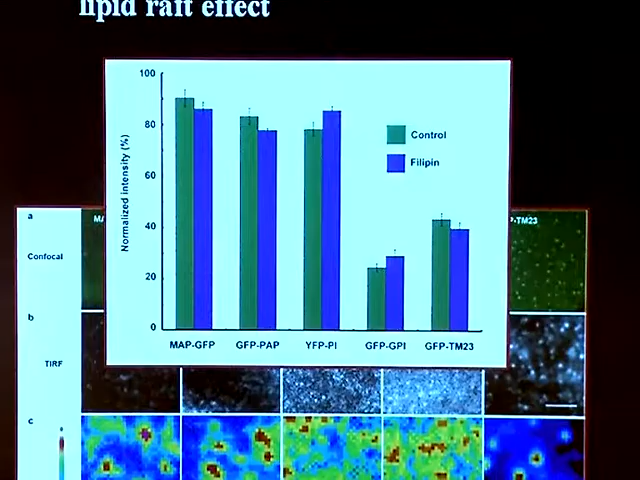 lipid raft effect
100
80
60
40
20
0
Normalized intensity (%)
Control
Filipin
MAP-GFP
GFP-PAP
YFP-PI
GFP-GPI
GFP-TM23
a
Confocal
b
TIRF
c